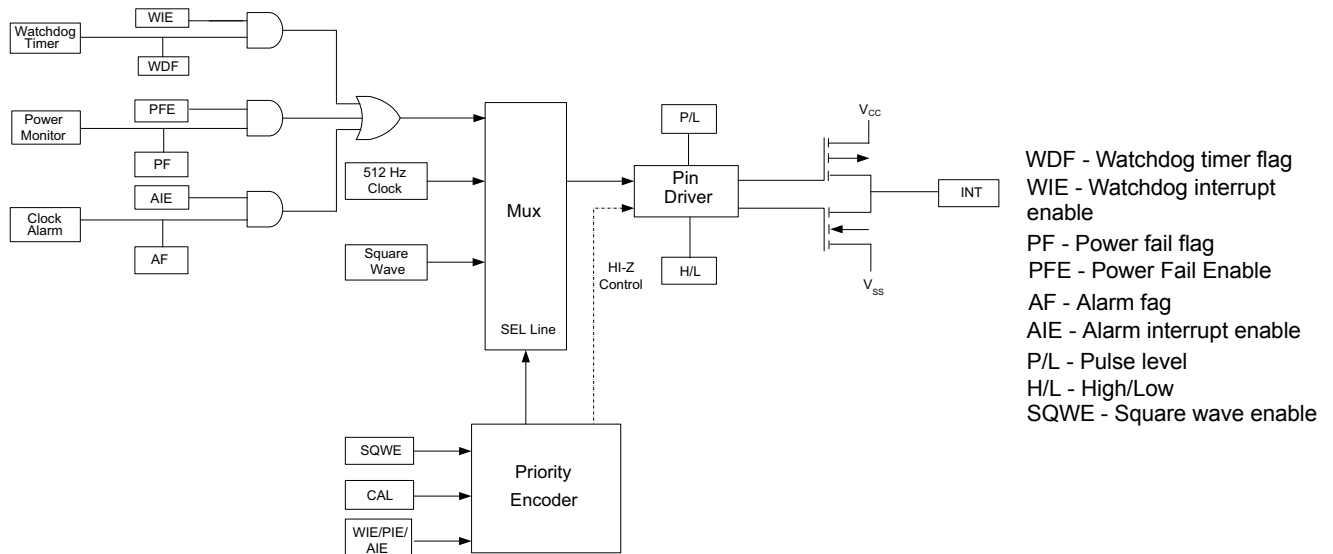 WIE
Watchdog
Timer
WDF
PFE
Power
Monitor
PF
AIE
Clock
Alarm
AF
512 Hz
Clock
Square
Wave
Mux
SEL Line
SQWE
CAL
WIE/PIE/
AIE
Priority
Encoder
P/L
Pin
Driver
H/L
HI-Z
Control
VCC
VSS
INT
WDF - Watchdog timer flag
WIE - Watchdog interrupt
enable
PF - Power fail flag
PFE - Power Fail Enable
AF - Alarm fag
AIE - Alarm interrupt enable
P/L - Pulse level
H/L - High/Low
SQWE - Square wave enable